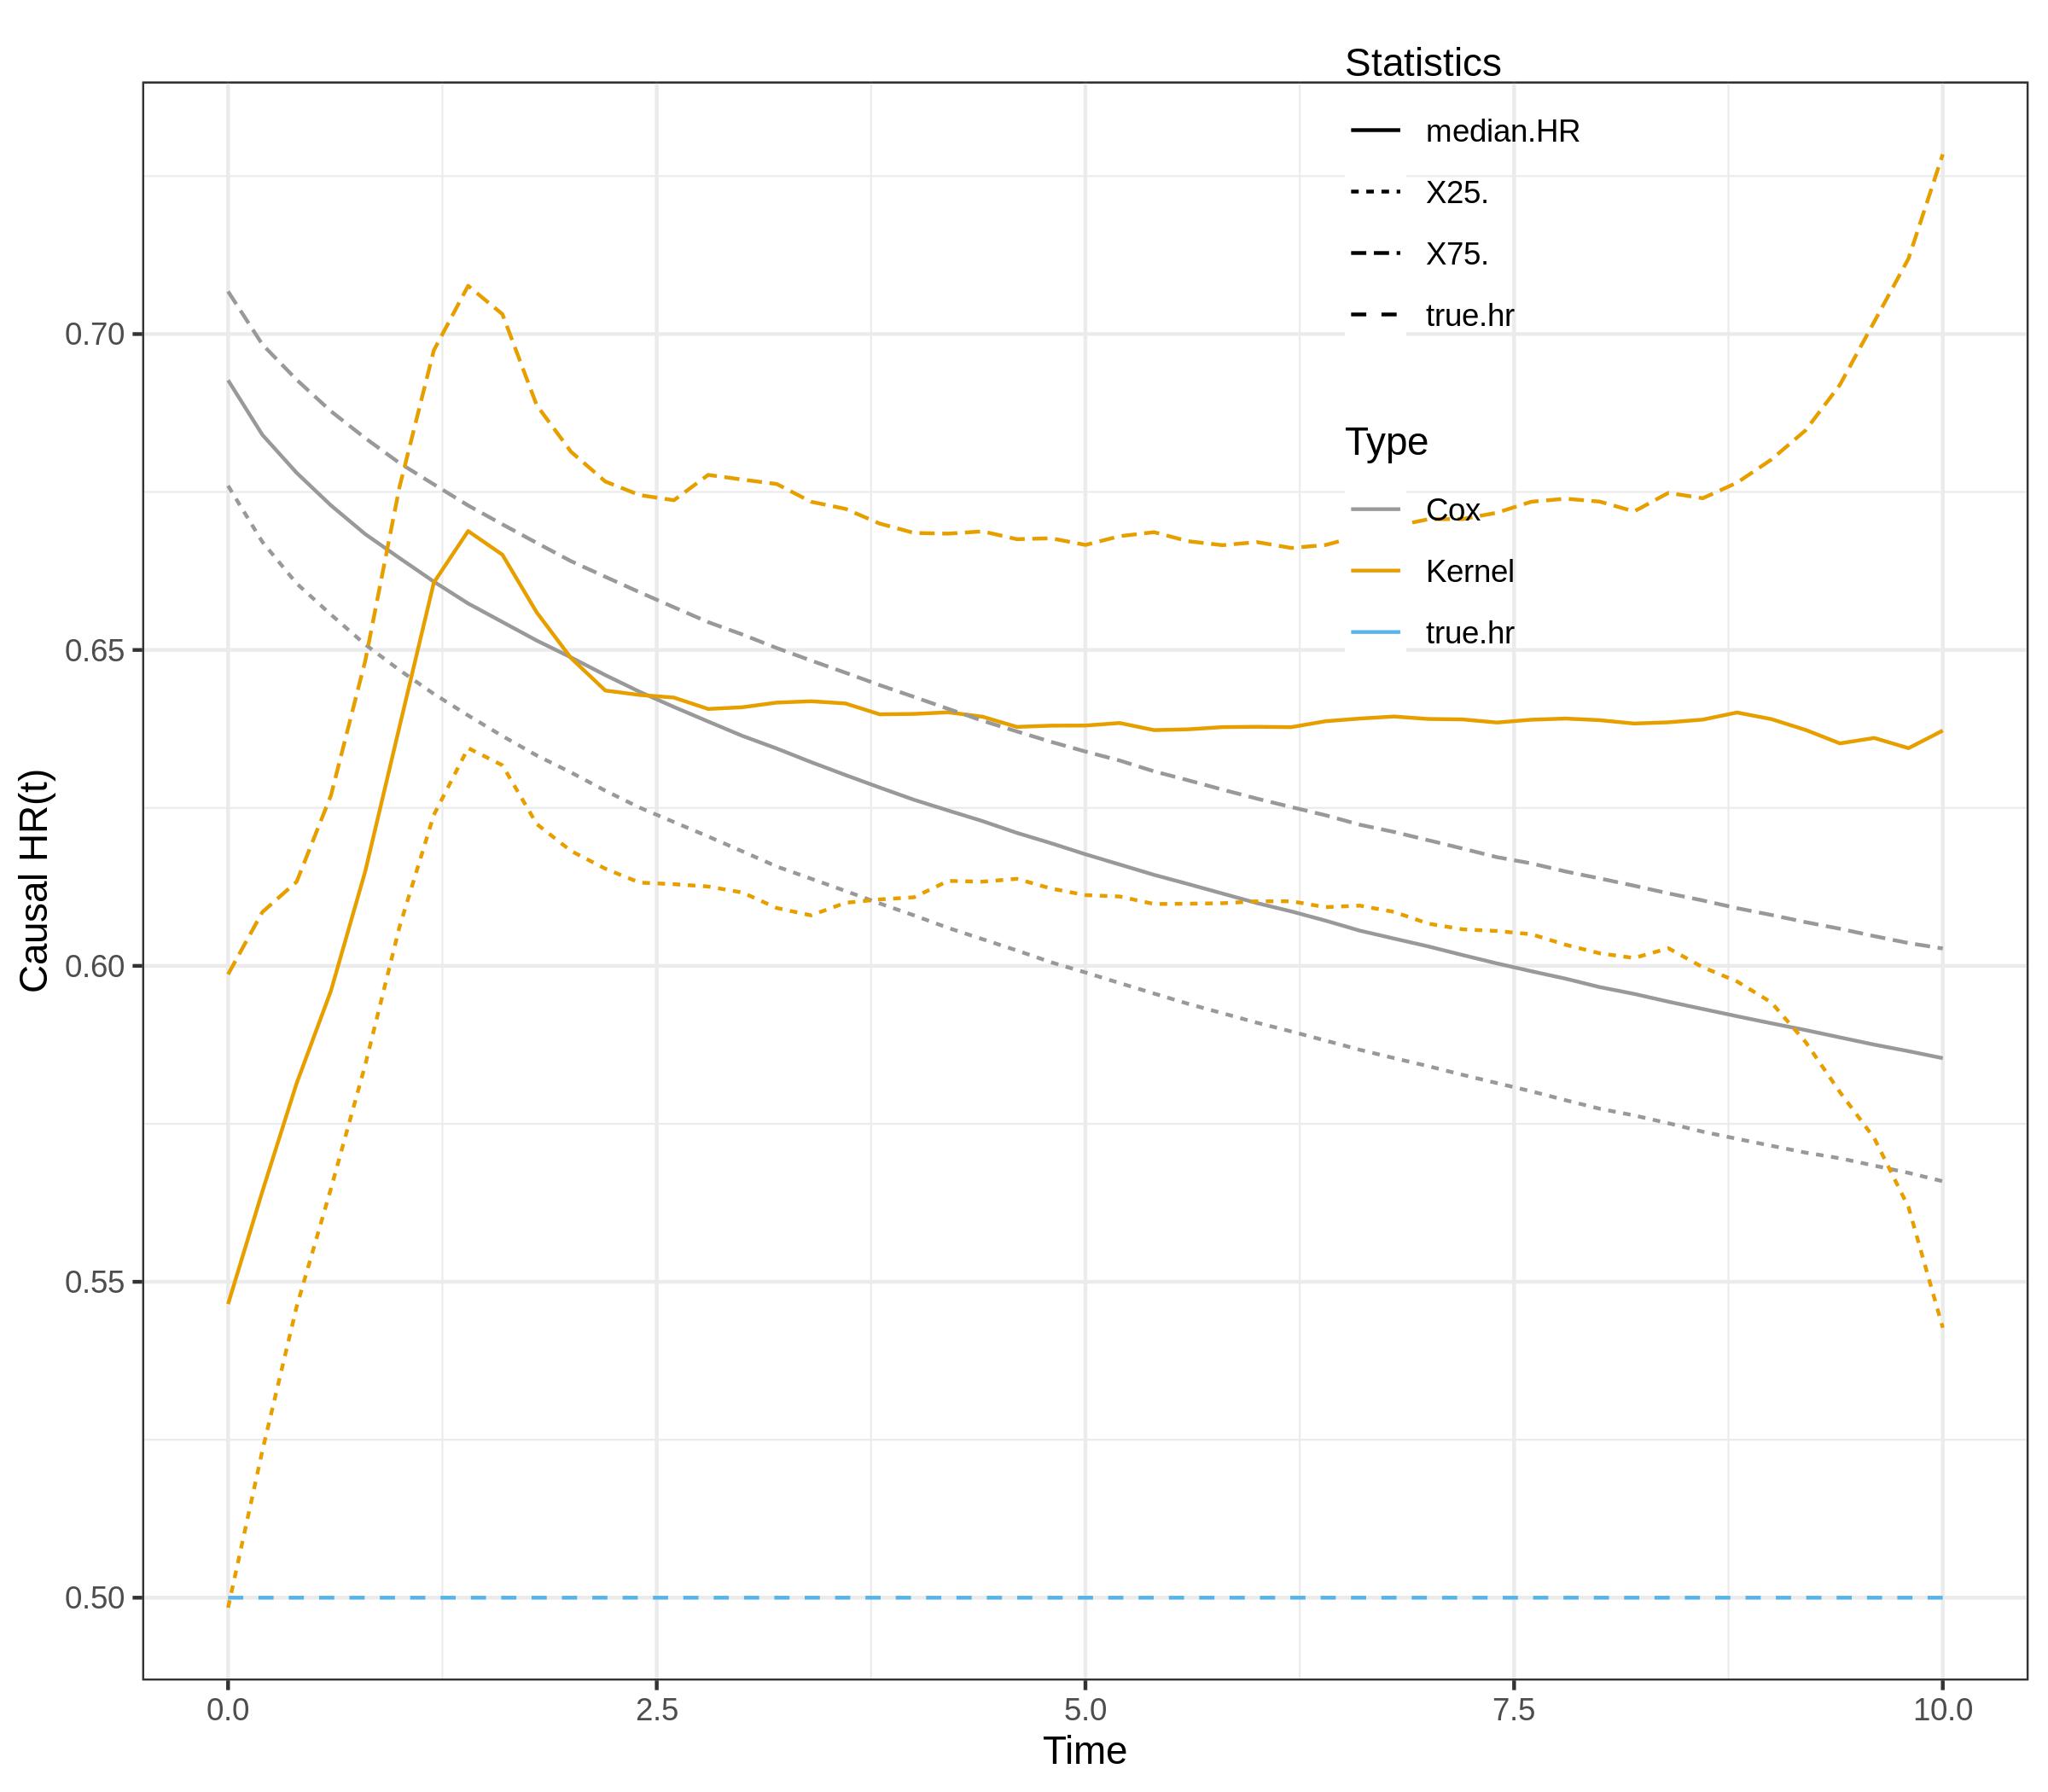 Statistics
median.HR
X25.
X75.
true.hr
Type
Cox
Kernel
true.hr
Causal HR(t)
0.70
0.65
0.60
0.55
0.50
0.0 2.5 5.0 7.5 10.0
Time